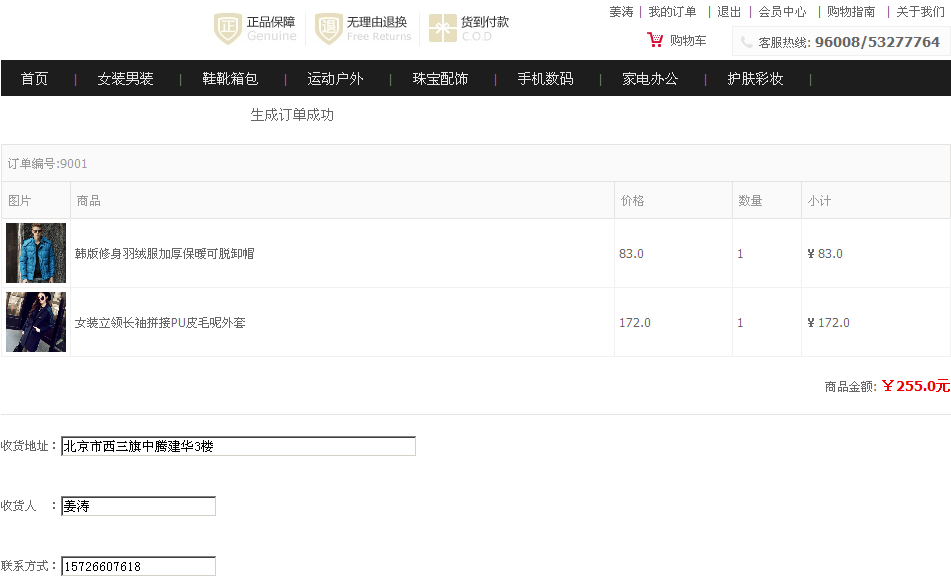 正品保障
Genuine
无理由退换
Free Returns
货到付款
C.O.D
姜涛 | 我的订单 | 退出 | 会员中心 | 购物指南 | 关于我们
购物车
客服热线: 96008/53277764
首页 | 女装男装 | 鞋靴箱包 | 运动户外 | 珠宝配饰 | 手机数码 | 家电办公 | 护肤彩妆 |
生成订单成功
订单编号:9001
图片 商品 价格 数量 小计
韩版修身羽绒服加厚保暖可脱卸帽 83.0 1 ¥ 83.0
女装立领长袖拼接PU皮毛呢外套 172.0 1 ¥ 172.0
商品金额: ¥255.0元
收货地址：北京市西三旗中腾建华3楼
收货人 ：姜涛
联系方式：15726607618